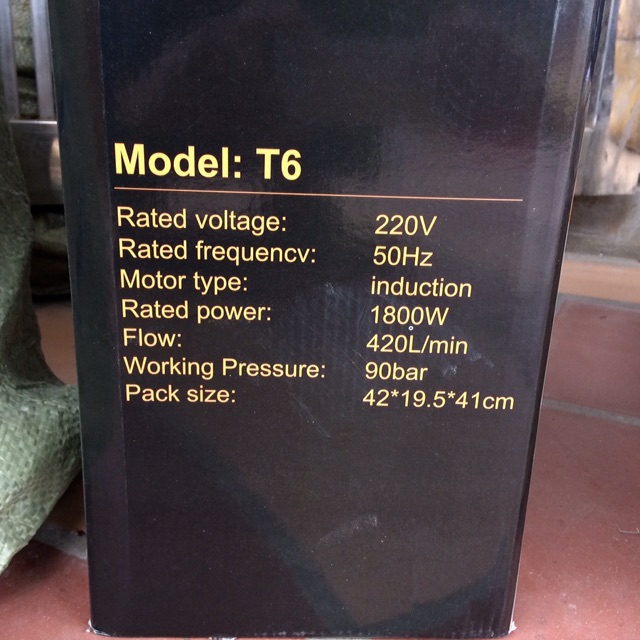 Model: T6
Rated voltage: 220V
Rated frequencv: 50Hz
Motor type: induction
Rated power: 1800W
Flow: 420L/min
Working Pressure: 90bar
Pack size: 42*19.5*41cm